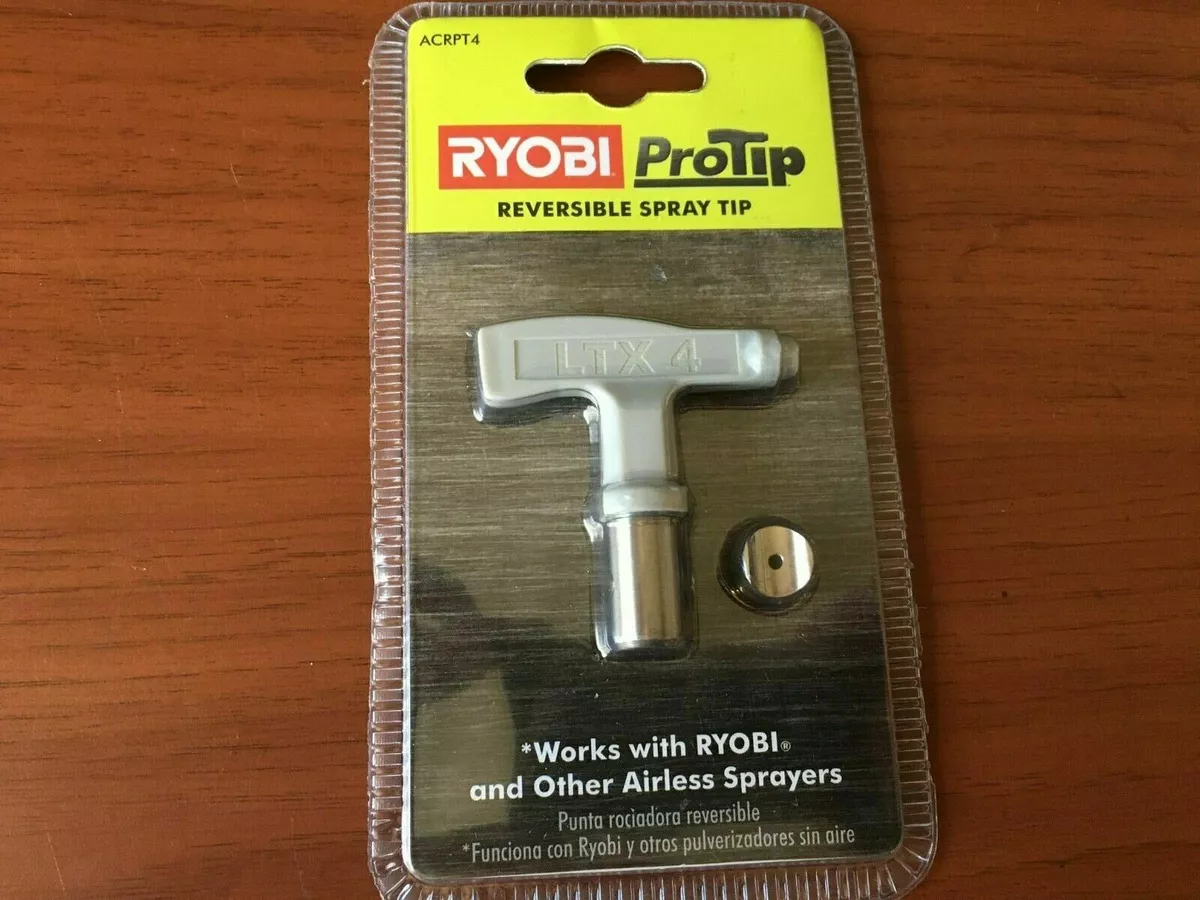 ACRPT4
RYOBI ProTip
REVERSIBLE SPRAY TIP
LTX 4
*Works with RYOBI®
and Other Airless Sprayers
Punta rociadora reversible
*Funciona con Ryobi y otros pulverizadores sin aire